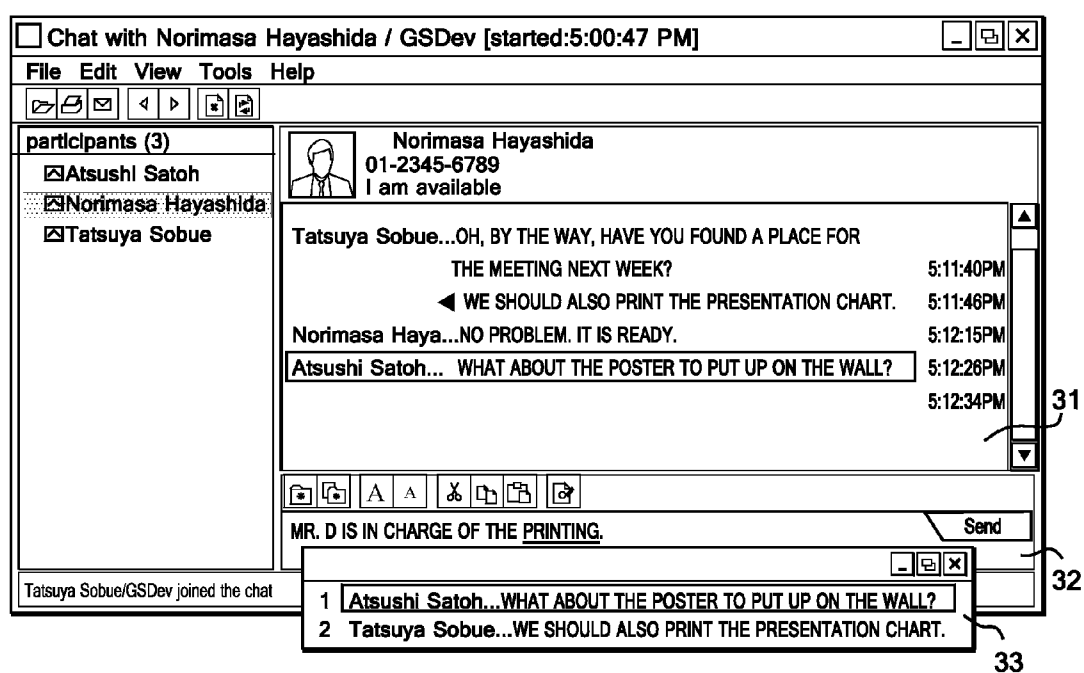 Chat with Norimasa Hayashida / GSDev [started:5:00:47 PM]
File Edit View Tools Help
participants (3)
Atsushi Satoh
Norimasa Hayashida
Tatsuya Sobue
Norimasa Hayashida
01-2345-6789
I am available
Tatsuya Sobue...OH, BY THE WAY, HAVE YOU FOUND A PLACE FOR
THE MEETING NEXT WEEK? 5:11:40PM
◀ WE SHOULD ALSO PRINT THE PRESENTATION CHART. 5:11:46PM
Norimasa Haya...NO PROBLEM. IT IS READY. 5:12:15PM
Atsushi Satoh... WHAT ABOUT THE POSTER TO PUT UP ON THE WALL? 5:12:26PM
5:12:34PM
31
A A
MR. D IS IN CHARGE OF THE PRINTING.
Send
32
Tatsuya Sobue/GSDev joined the chat
1 Atsushi Satoh...WHAT ABOUT THE POSTER TO PUT UP ON THE WALL?
2 Tatsuya Sobue...WE SHOULD ALSO PRINT THE PRESENTATION CHART.
33